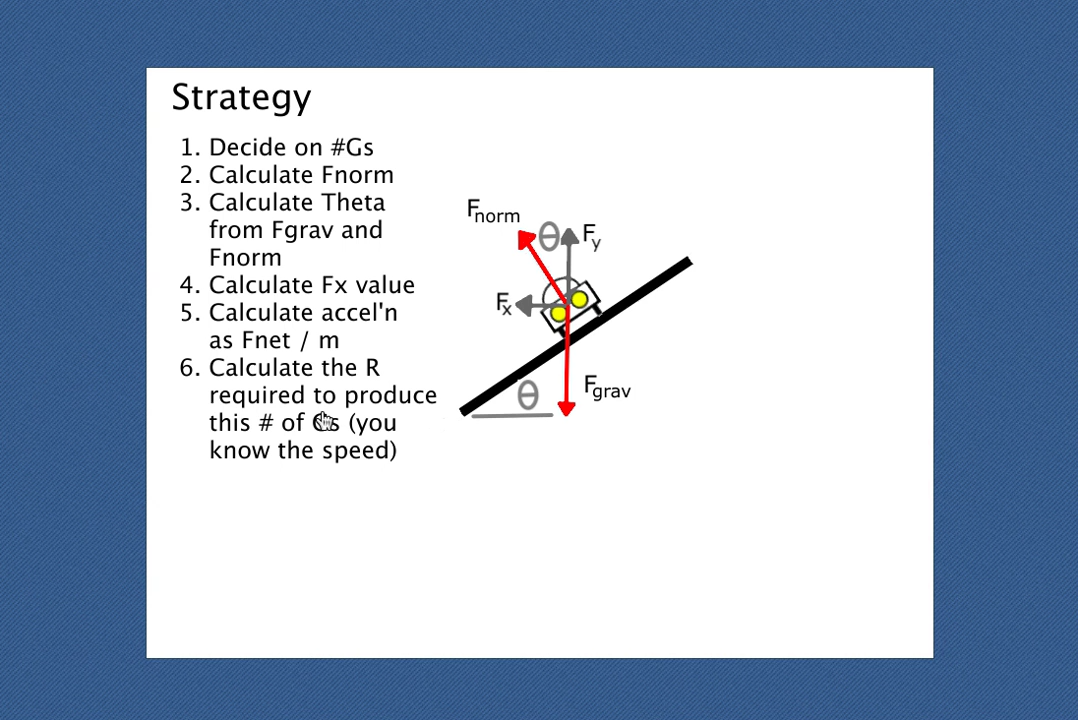 Strategy
1. Decide on #Gs
2. Calculate Fnorm
3. Calculate Theta
from Fgrav and
Fnorm
4. Calculate Fx value
5. Calculate accel'n
as Fnet / m
6. Calculate the R
required to produce
this # of Gs (you
know the speed)
Fnorm
θ
Fy
Fx
θ
Fgrav